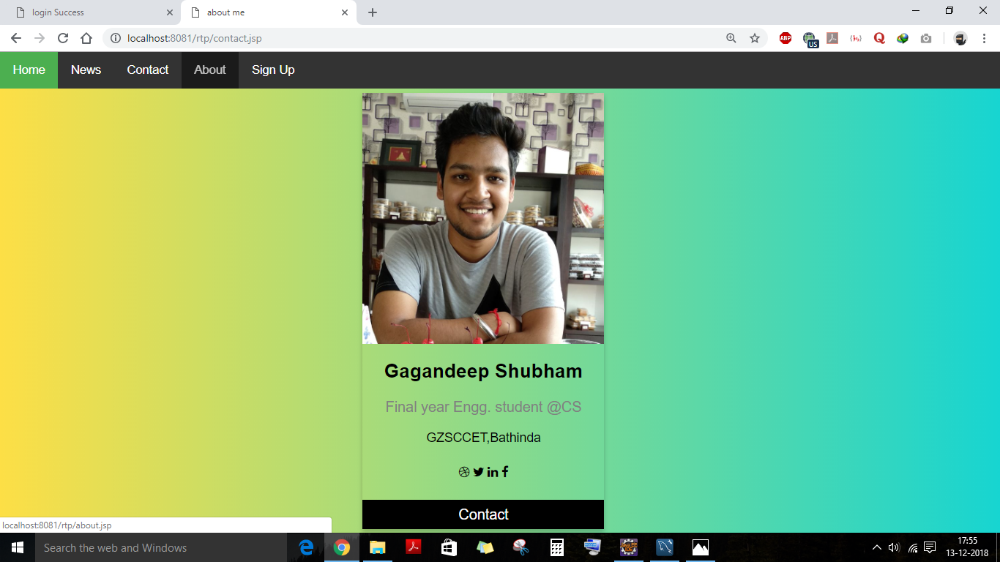 login Success
about me
localhost:8081/rtp/contact.jsp
ABP
US
Home News Contact About Sign Up
Gagandeep Shubham
Final year Engg. student @CS
GZSCCET,Bathinda
Contact
localhost:8081/rtp/about.jsp
Search the web and Windows
17:55
13-12-2018